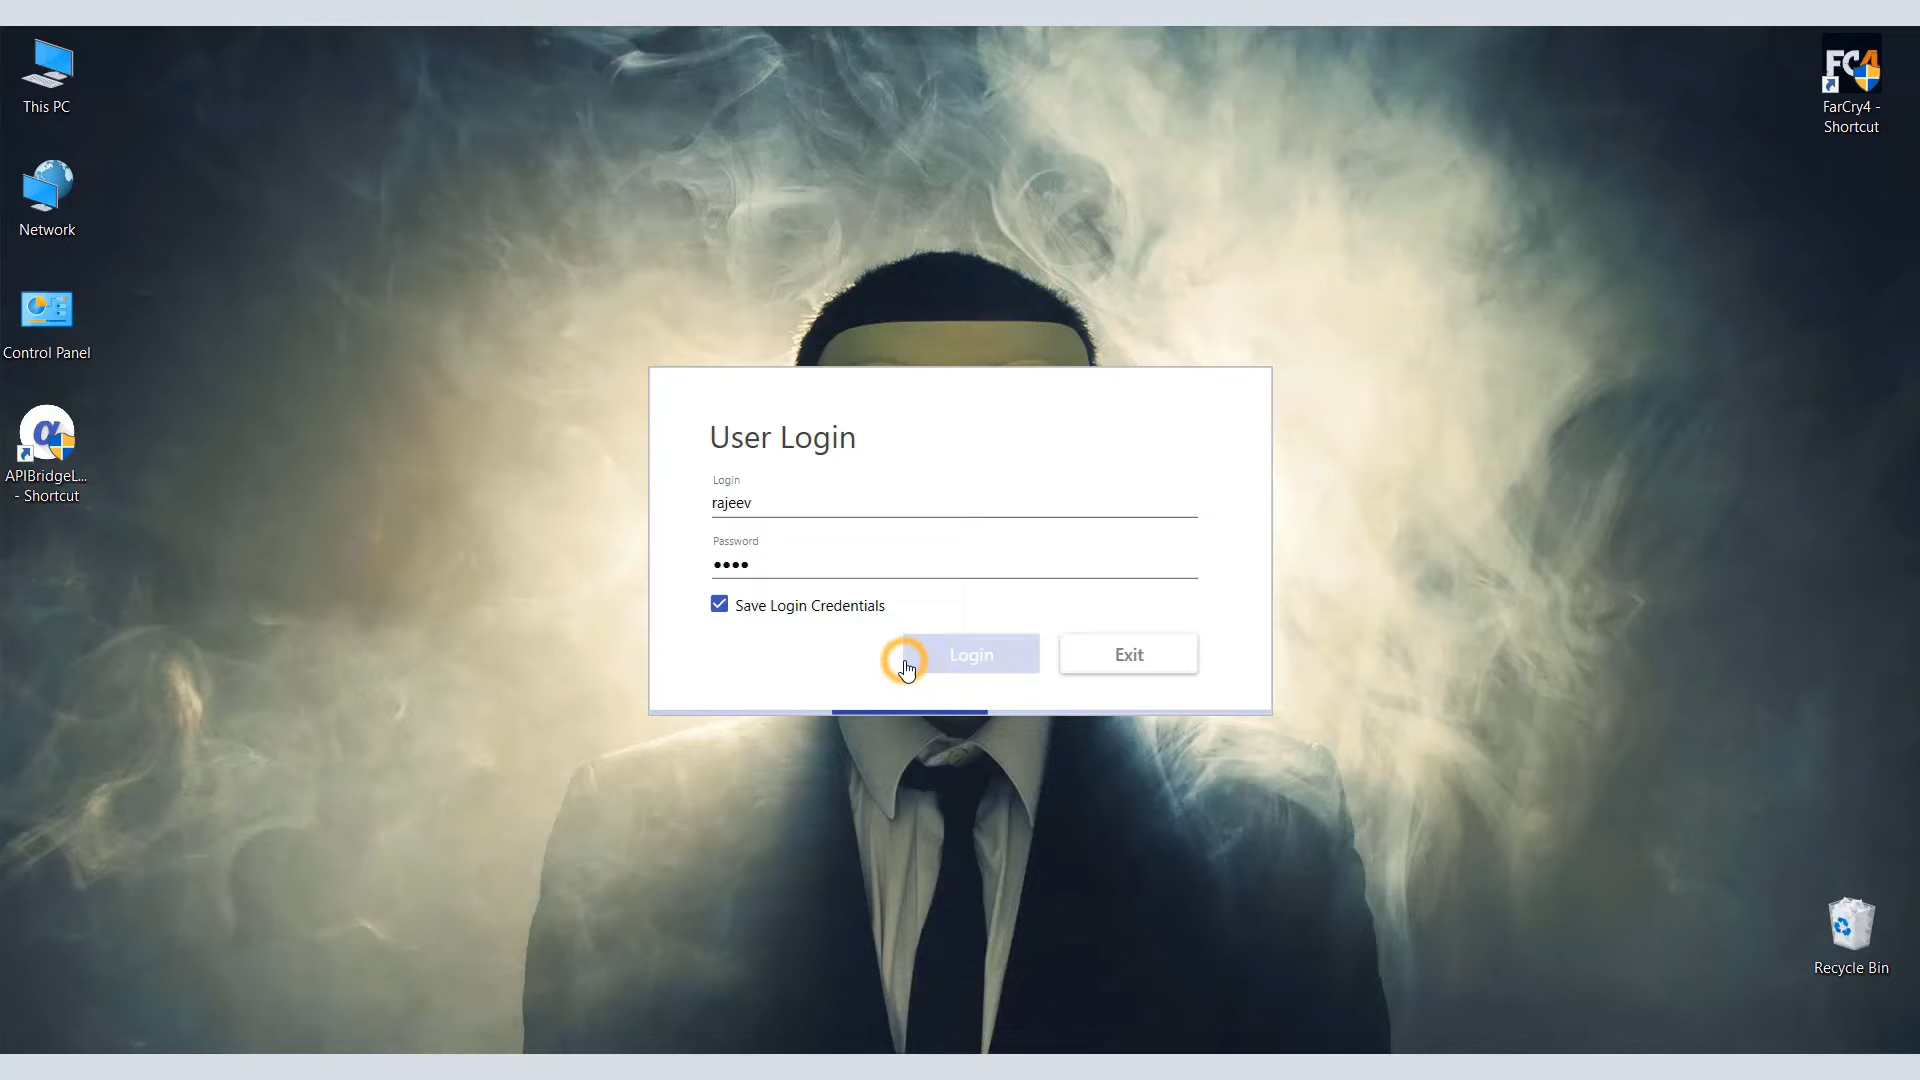 This PC
Network
Control Panel
APIBridgeL...
- Shortcut
FC4
FarCry4 -
Shortcut
User Login
Login
rajeev
Password
••••
Save Login Credentials
Login
Exit
Recycle Bin